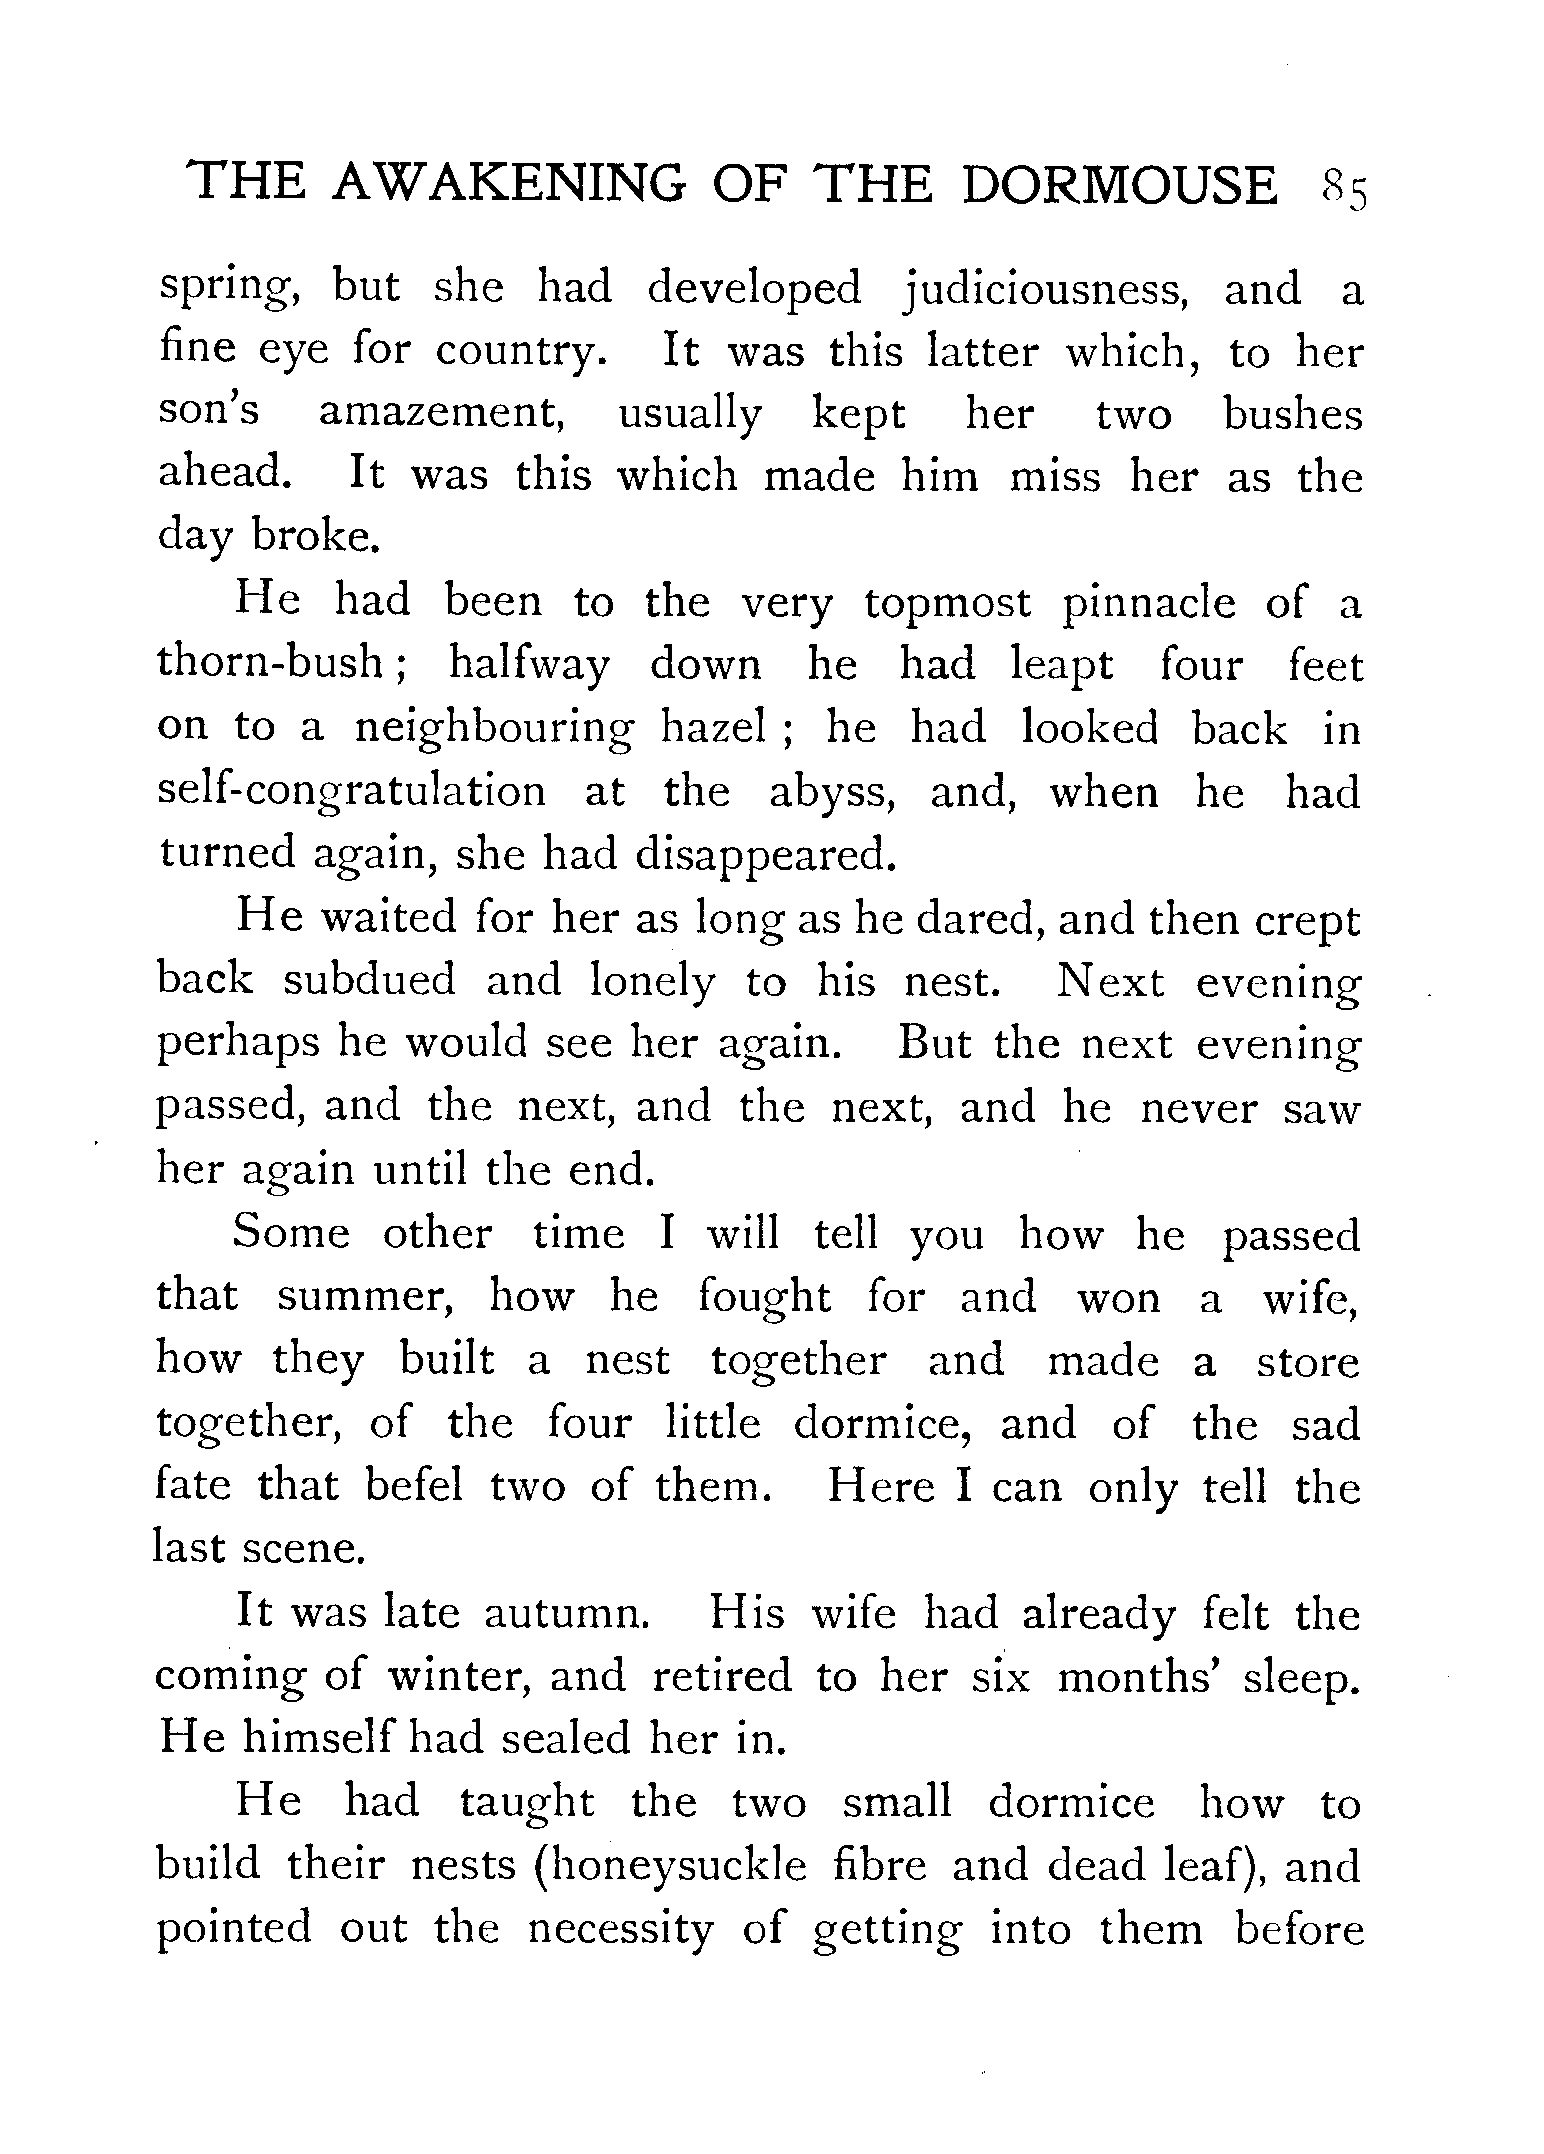 THE AWAKENING OF THE DORMOUSE 85
spring, but she had developed judiciousness, and a
fine eye for country. It was this latter which, to her
son's amazement, usually kept her two bushes
ahead. It was this which made him miss her as the
day broke.
He had been to the very topmost pinnacle of a
thorn-bush ; halfway down he had leapt four feet
on to a neighbouring hazel ; he had looked back in
self-congratulation at the abyss, and, when he had
turned again, she had disappeared.
He waited for her as long as he dared, and then crept
back subdued and lonely to his nest. Next evening
perhaps he would see her again. But the next evening
passed, and the next, and the next, and he never saw
her again until the end.
Some other time I will tell you how he passed
that summer, how he fought for and won a wife,
how they built a nest together and made a store
together, of the four little dormice, and of the sad
fate that befel two of them. Here I can only tell the
last scene.
It was late autumn. His wife had already felt the
coming of winter, and retired to her six months' sleep.
He himself had sealed her in.
He had taught the two small dormice how to
build their nests (honeysuckle fibre and dead leaf), and
pointed out the necessity of getting into them before